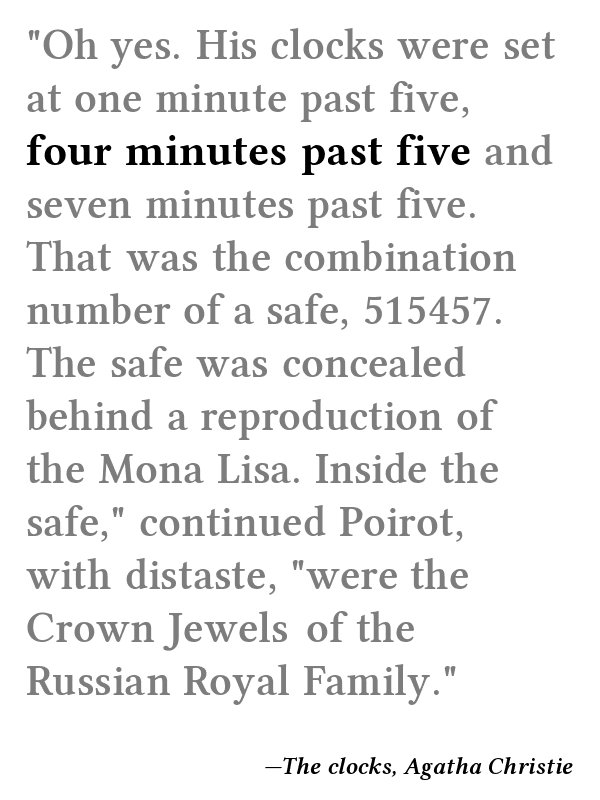 "Oh yes. His clocks were set
at one minute past five,
four minutes past five and
seven minutes past five.
That was the combination
number of a safe, 515457.
The safe was concealed
behind a reproduction of
the Mona Lisa. Inside the
safe," continued Poirot,
with distaste, "were the
Crown Jewels of the
Russian Royal Family."
—The clocks, Agatha Christie